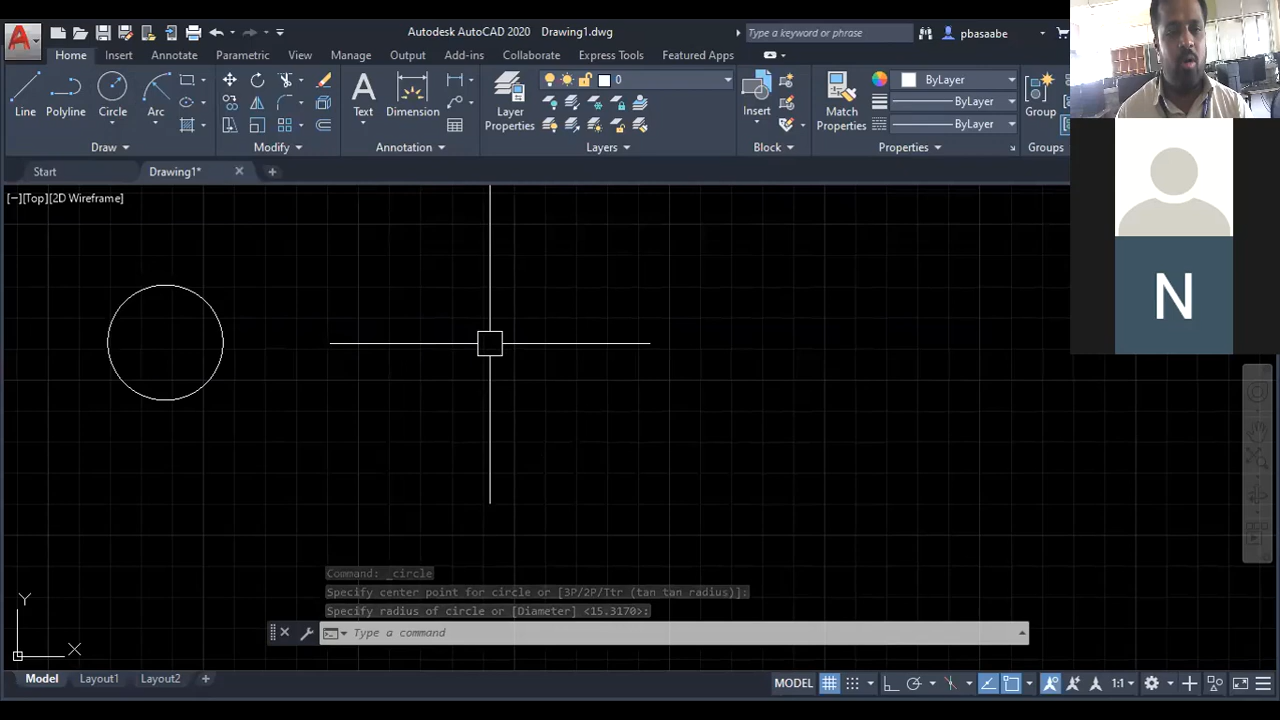 Autodesk AutoCAD 2020 Drawing1.dwg
Type a keyword or phrase
pbasaabe
Home Insert Annotate Parametric View Manage Output Add-ins Collaborate Express Tools Featured Apps
0
ByLayer
Line Polyline Circle Arc
Text Dimension
Layer
Properties
Insert
Match
Properties
ByLayer
ByLayer
Group
Draw Modify Annotation Layers Block Properties Groups
Start Drawing1*
[−][Top][2D Wireframe]
N
Command: _circle
Specify center point for circle or [3P/2P/Ttr (tan tan radius)]:
Specify radius of circle or [Diameter] <15.3170>:
Type a command
Y
X
Model Layout1 Layout2
MODEL 1:1